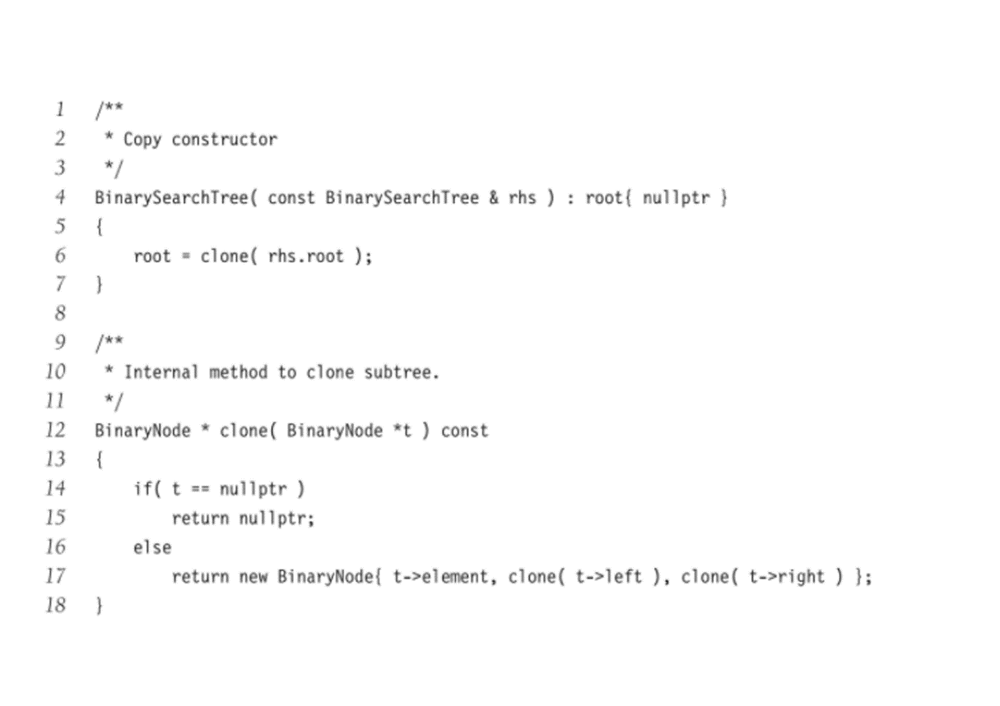 1 /**
2 * Copy constructor
3 */
4 BinarySearchTree( const BinarySearchTree & rhs ) : root{ nullptr }
5 {
6 root = clone( rhs.root );
7 }
8
9 /**
10 * Internal method to clone subtree.
11 */
12 BinaryNode * clone( BinaryNode *t ) const
13 {
14 if( t == nullptr )
15 return nullptr;
16 else
17 return new BinaryNode{ t->element, clone( t->left ), clone( t->right ) };
18 }